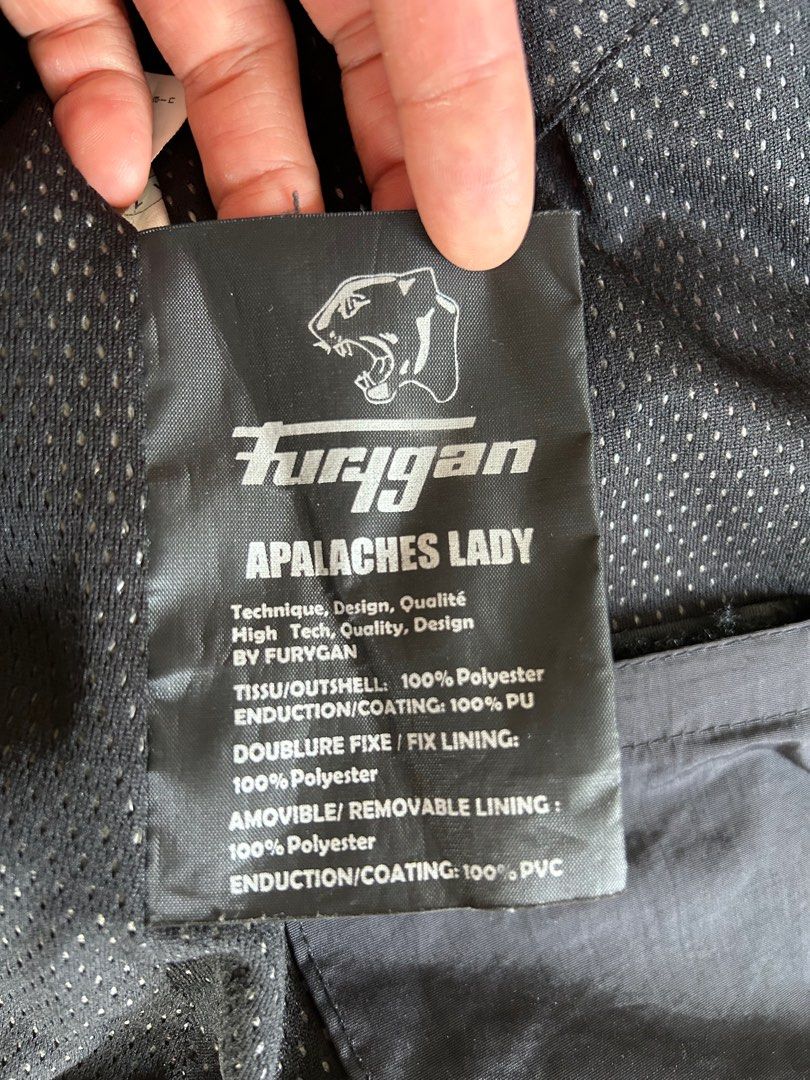 Furygan
APALACHES LADY
Technique, Design, Qualité
High Tech, Quality, Design
BY FURYGAN
TISSU/OUTSHELL: 100% Polyester
ENDUCTION/COATING: 100% PU
DOUBLURE FIXE / FIX LINING:
100% Polyester
AMOVIBLE/ REMOVABLE LINING :
100% Polyester
ENDUCTION/COATING: 100% PVC